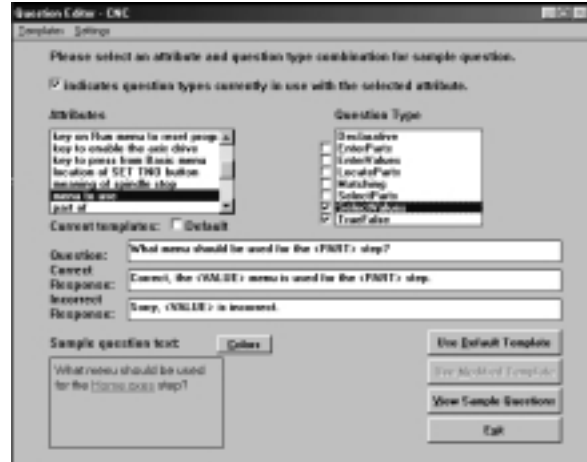 Question Editor - CNC
Templates Settings
Please select an attribute and question type combination for sample question.
indicates question types currently in use with the selected attribute.
Attributes
Question Type
key on Run menu to reset prog
key to enable the axis drive
key to press from Basic menu
location of SET TNO button
meaning of spindle stop
menu to use
part of
Declarative
EnterParts
EnterValues
LocateParts
Matching
SelectParts
SelectValues
TrueFalse
Current templates: Default
Question: What menu should be used for the <PART> step?
Correct
Response: Correct, the <VALUE> menu is used for the <PART> step.
Incorrect
Response: Sorry, <VALUE> is incorrect.
Sample question text: Colors
What menu should be used
for the Home axes step?
Use Default Template
Use Modified Template
View Sample Questions
Exit